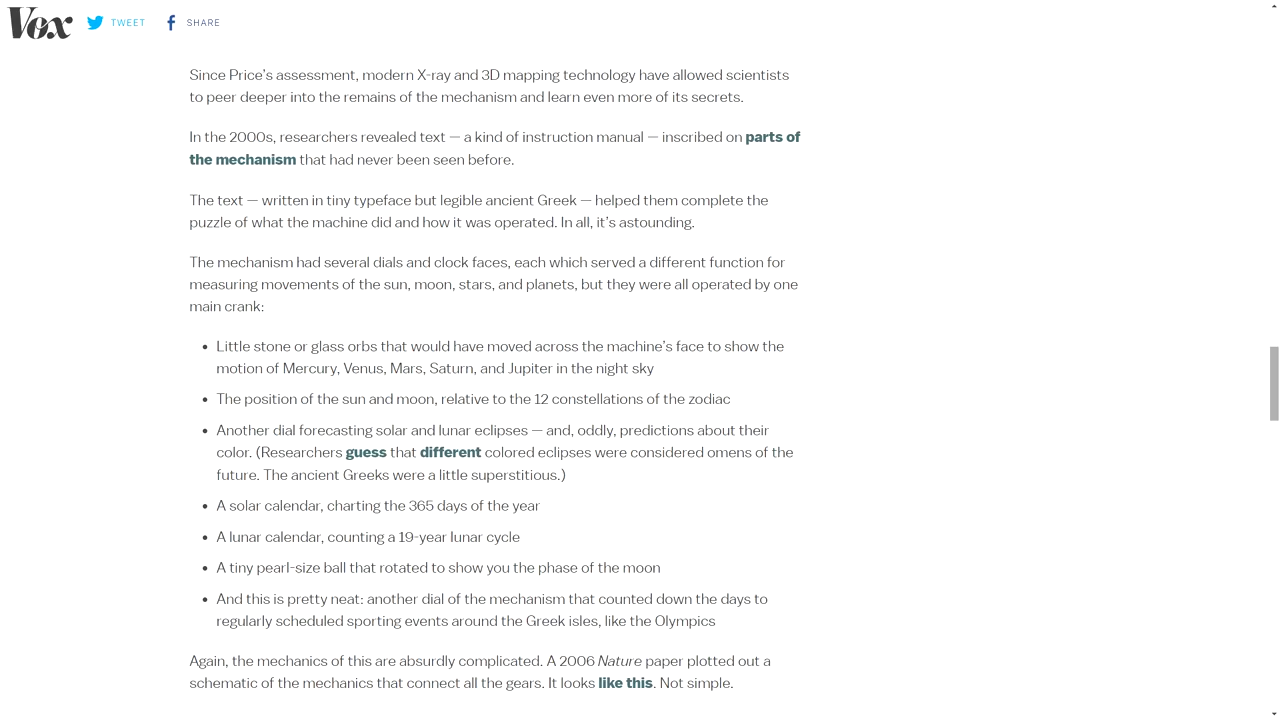 Vox TWEET SHARE
Since Price’s assessment, modern X-ray and 3D mapping technology have allowed scientists
to peer deeper into the remains of the mechanism and learn even more of its secrets.
In the 2000s, researchers revealed text — a kind of instruction manual — inscribed on parts of
the mechanism that had never been seen before.
The text — written in tiny typeface but legible ancient Greek — helped them complete the
puzzle of what the machine did and how it was operated. In all, it’s astounding.
The mechanism had several dials and clock faces, each which served a different function for
measuring movements of the sun, moon, stars, and planets, but they were all operated by one
main crank:
• Little stone or glass orbs that would have moved across the machine’s face to show the
motion of Mercury, Venus, Mars, Saturn, and Jupiter in the night sky
• The position of the sun and moon, relative to the 12 constellations of the zodiac
• Another dial forecasting solar and lunar eclipses — and, oddly, predictions about their
color. (Researchers guess that different colored eclipses were considered omens of the
future. The ancient Greeks were a little superstitious.)
• A solar calendar, charting the 365 days of the year
• A lunar calendar, counting a 19-year lunar cycle
• A tiny pearl-size ball that rotated to show you the phase of the moon
• And this is pretty neat: another dial of the mechanism that counted down the days to
regularly scheduled sporting events around the Greek isles, like the Olympics
Again, the mechanics of this are absurdly complicated. A 2006 Nature paper plotted out a
schematic of the mechanics that connect all the gears. It looks like this. Not simple.